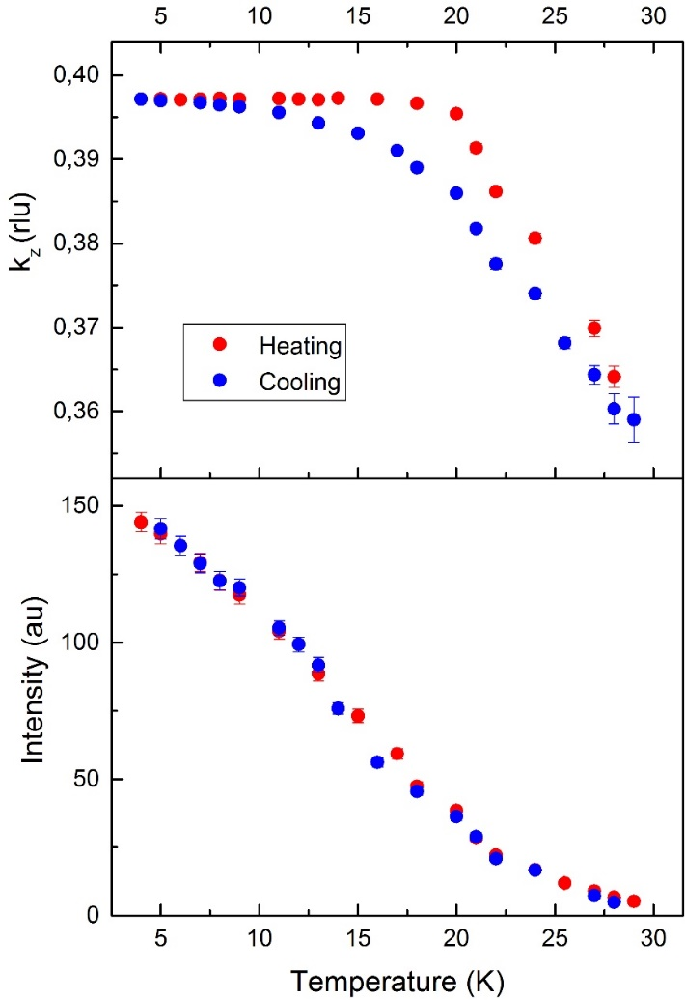 5 10 15 20 25 30
0,40
0,39
0,38
0,37
0,36
kz (rlu)
Heating
Cooling
150
100
50
0
Intensity (au)
5 10 15 20 25 30
Temperature (K)